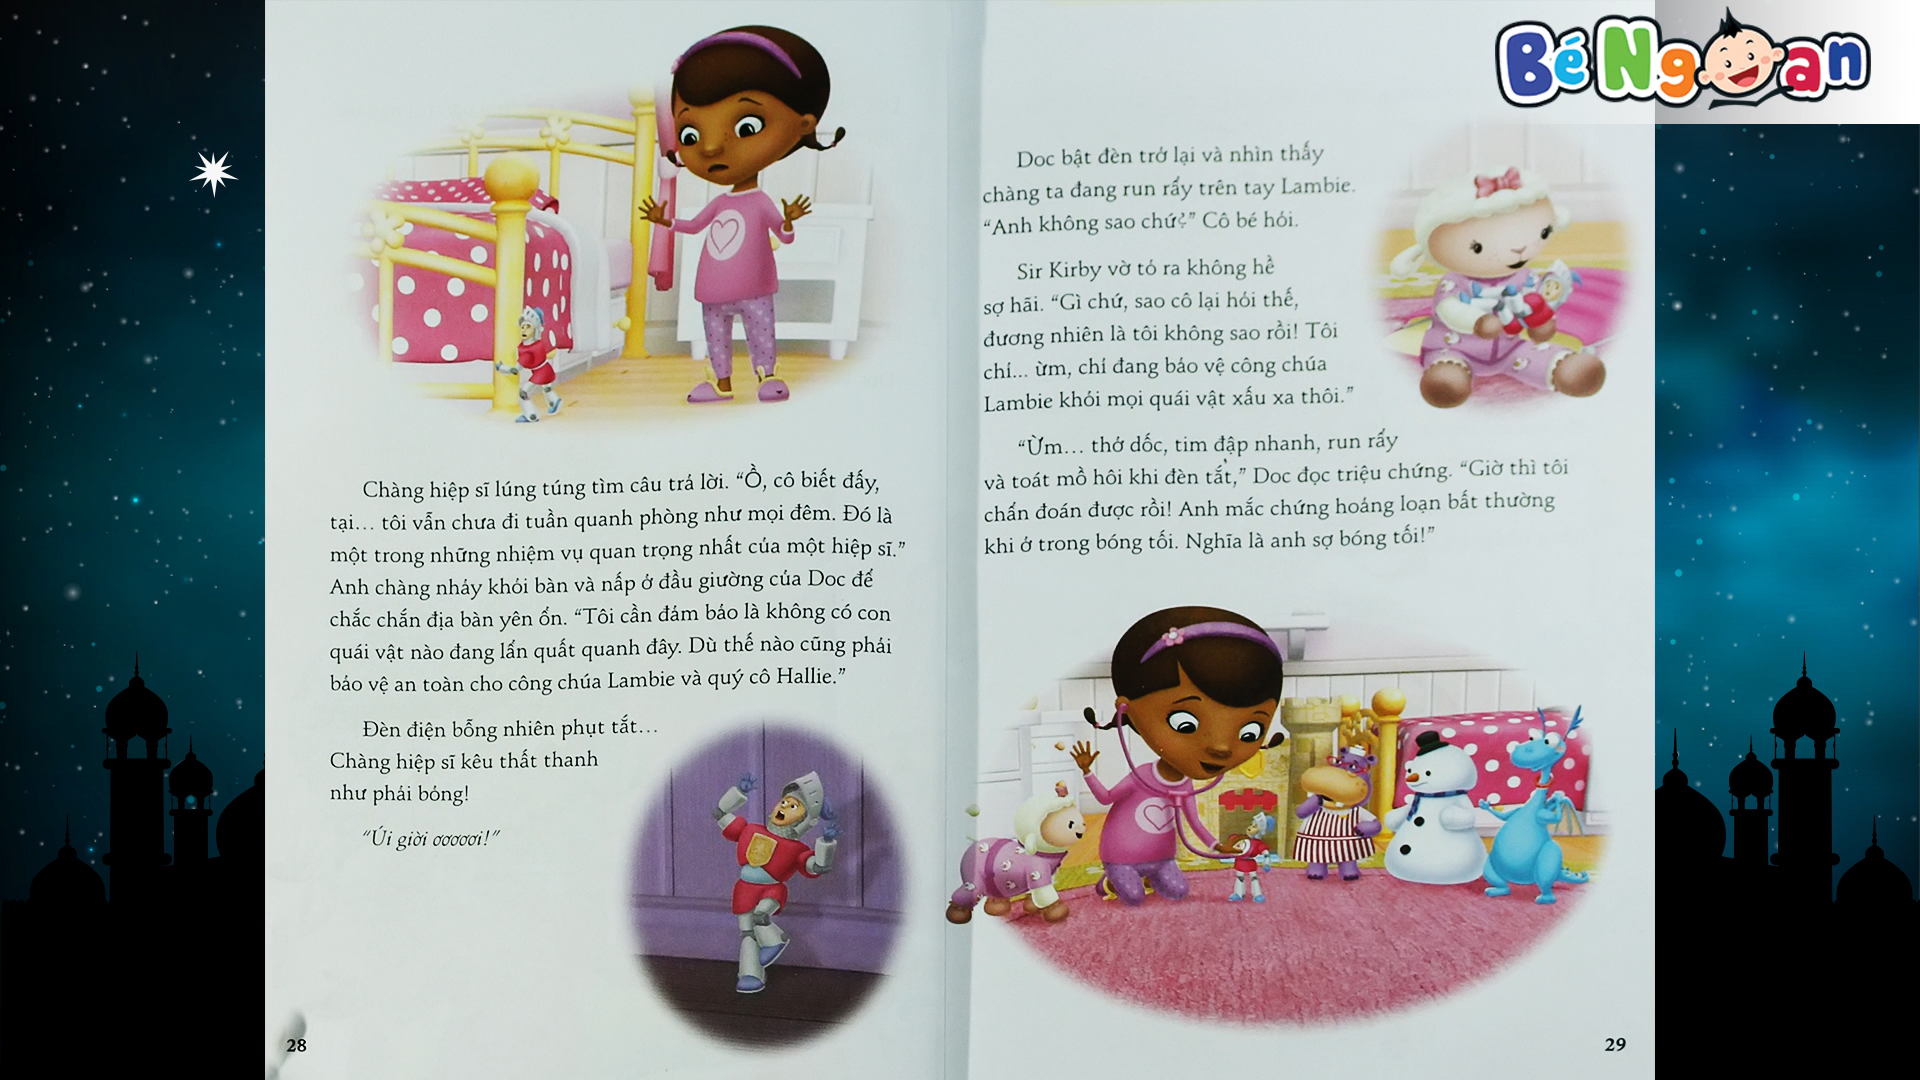 Chàng hiệp sĩ lúng túng tìm câu trả lời. “Ồ, cô biết đấy,
tại... tôi vẫn chưa đi tuần quanh phòng như mọi đêm. Đó là
một trong những nhiệm vụ quan trọng nhất của một hiệp sĩ.”
Anh chàng nhảy khỏi bàn và nấp ở đầu giường của Doc để
chắc chắn địa bàn yên ổn. “Tôi cần đảm bảo là không có con
quái vật nào đang lẩn quất quanh đây. Dù thế nào cũng phải
bảo vệ an toàn cho công chúa Lambie và quý cô Hallie.”
Đèn điện bỗng nhiên phụt tắt...
Chàng hiệp sĩ kêu thất thanh
như phải bỏng!
“Úi giời ơơơơơi!”
28
BéNgoan
Doc bật đèn trở lại và nhìn thấy
chàng ta đang run rẩy trên tay Lambie.
“Anh không sao chứ?” Cô bé hỏi.
Sir Kirby vờ tỏ ra không hề
sợ hãi. “Gì chứ, sao cô lại hỏi thế,
đương nhiên là tôi không sao rồi! Tôi
chỉ... ừm, chỉ đang bảo vệ công chúa
Lambie khỏi mọi quái vật xấu xa thôi.”
“Ừm... thở dốc, tim đập nhanh, run rẩy
và toát mồ hôi khi đèn tắt,” Doc đọc triệu chứng. “Giờ thì tôi
chẩn đoán được rồi! Anh mắc chứng hoảng loạn bất thường
khi ở trong bóng tối. Nghĩa là anh sợ bóng tối!”
29